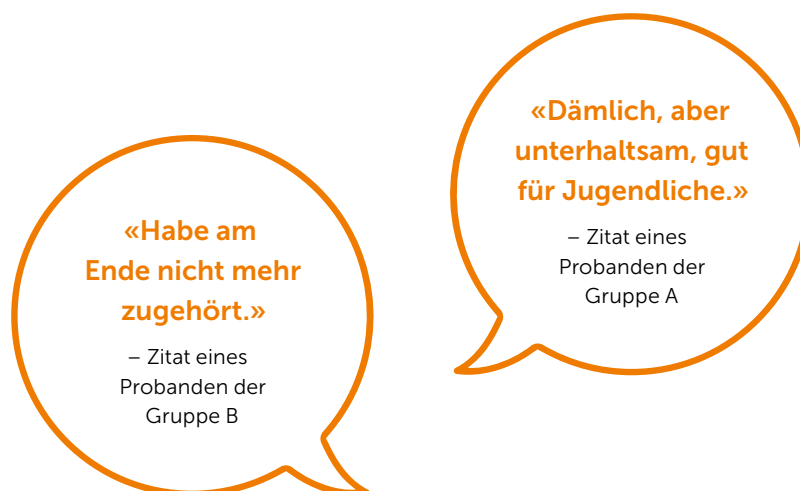 «Dämlich, aber
unterhaltsam, gut
für Jugendliche.»
– Zitat eines
Probanden der
Gruppe A
«Habe am
Ende nicht mehr
zugehört.»
– Zitat eines
Probanden der
Gruppe B